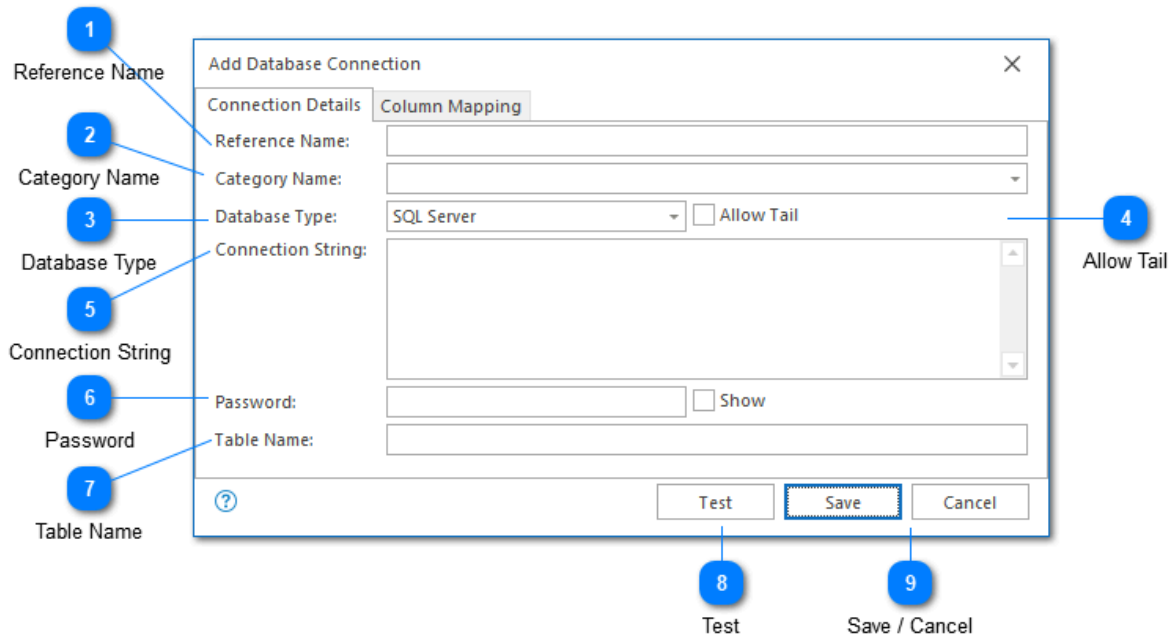 1
Reference Name
2
Category Name
3
Database Type
5
Connection String
6
Password
7
Table Name
Add Database Connection
Connection Details Column Mapping
Reference Name:
Category Name:
Database Type: SQL Server Allow Tail
Connection String:
Password: Show
Table Name:
? Test Save Cancel
4
Allow Tail
8
Test
9
Save / Cancel